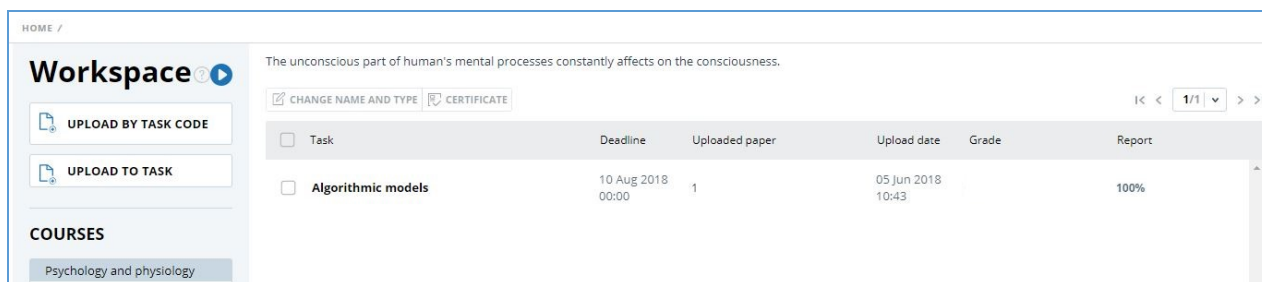 HOME /
Workspace ?
UPLOAD BY TASK CODE
UPLOAD TO TASK
COURSES
Psychology and physiology
The unconscious part of human's mental processes constantly affects on the consciousness.
CHANGE NAME AND TYPE CERTIFICATE
1/1
Task Deadline Uploaded paper Upload date Grade Report
Algorithmic models 10 Aug 2018 00:00 1 05 Jun 2018 10:43 100%